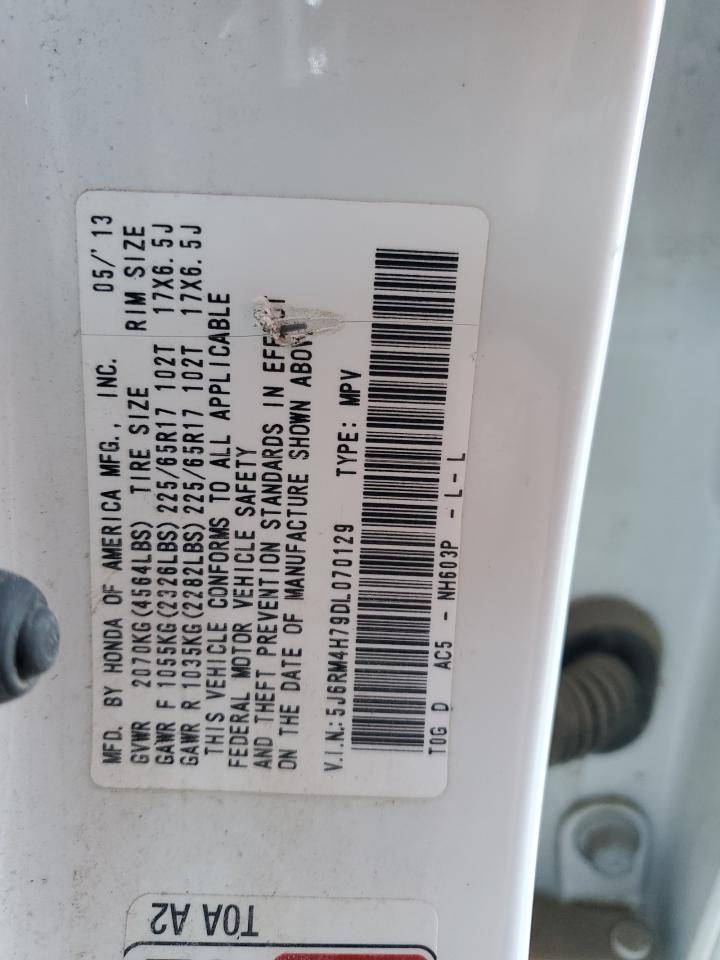 MFD. BY HONDA OF AMERICA MFG., INC. 05/'13
GVWR 2070KG(4564LBS) TIRE SIZE RIM SIZE
GAWR F 1055KG(2326LBS) 225/65R17 102T 17X6.5J
GAWR R 1035KG(2282LBS) 225/65R17 102T 17X6.5J
THIS VEHICLE CONFORMS TO ALL APPLICABLE
FEDERAL MOTOR VEHICLE SAFETY
AND THEFT PREVENTION STANDARDS IN
ON THE DATE OF MANUFACTURE SHOWN
V.I.N.: 5J6RM4H79DL070129 TYPE: MPV
T0G D AC5 - NH603P - L - L
T0A A2